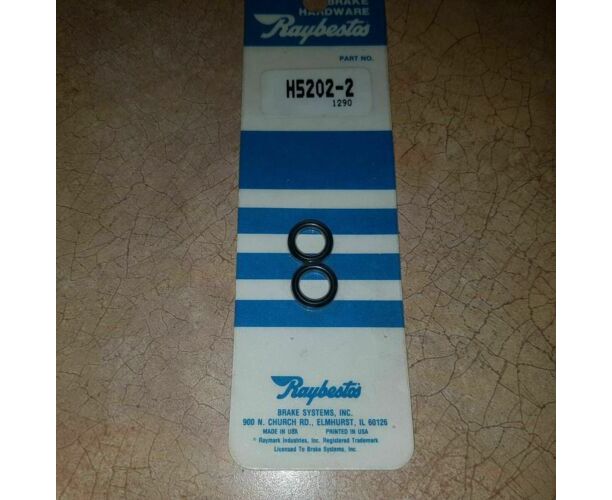 BRAKE
HARDWARE
Raybestos
PART NO.
H5202-2
1290
Raybestos
BRAKE SYSTEMS, INC.
900 N. CHURCH RD., ELMHURST, IL 60126
MADE IN USA PRINTED IN USA
* Raymark Industries, Inc. Registered Trademark
Licensed To Brake Systems, Inc.